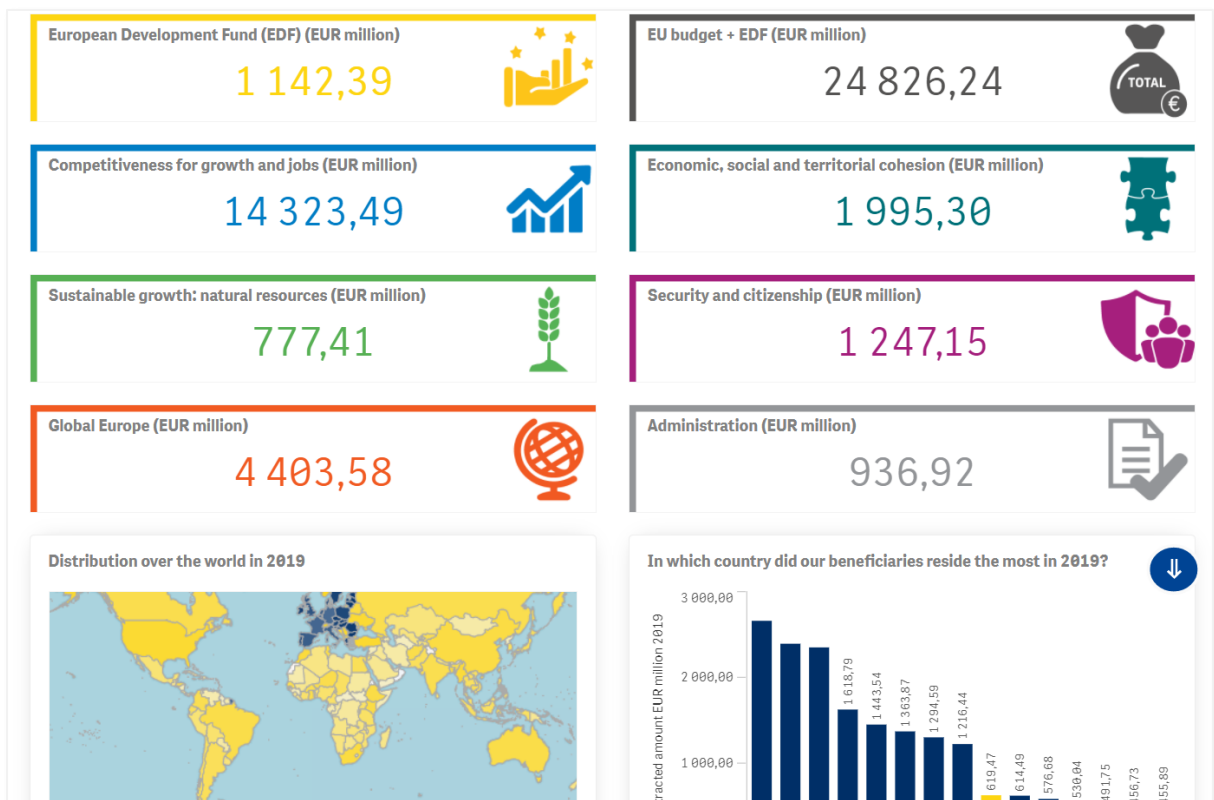 European Development Fund (EDF) (EUR million)
1 142,39
EU budget + EDF (EUR million)
24 826,24
TOTAL
€
Competitiveness for growth and jobs (EUR million)
14 323,49
Economic, social and territorial cohesion (EUR million)
1 995,30
Sustainable growth: natural resources (EUR million)
777,41
Security and citizenship (EUR million)
1 247,15
Global Europe (EUR million)
4 403,58
Administration (EUR million)
936,92
Distribution over the world in 2019
In which country did our beneficiaries reside the most in 2019?
3 000,00
2 000,00
1 000,00
amount EUR million 2019
1 618,79
1 443,54
1 363,87
1 294,59
1 216,44
619,47
614,49
576,68
530,04
491,75